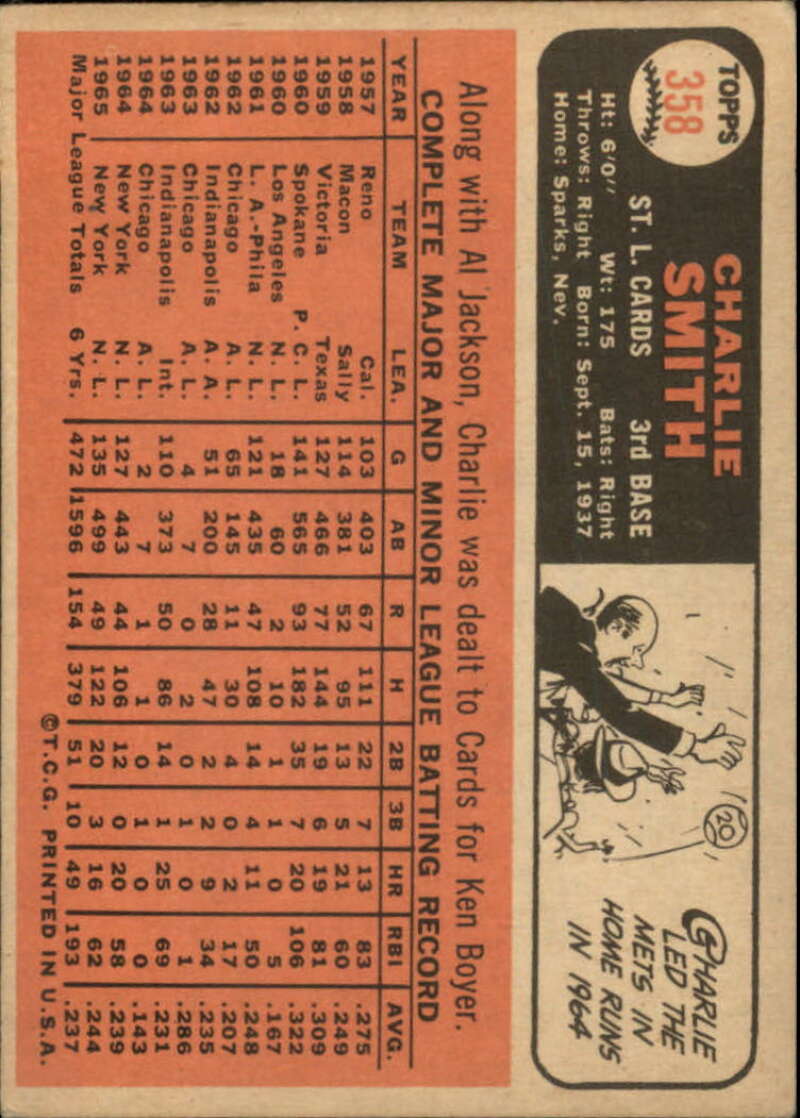 TOPPS
358
CHARLIE
SMITH
ST. L. CARDS 3rd BASE
Ht: 6'0" Wt: 175 Bats: Right
Throws: Right Born: Sept. 15, 1937
Home: Sparks, Nev.
20
CHARLIE
LED THE
METS IN
HOME RUNS
IN 1964
Along with Al Jackson, Charlie was dealt to Cards for Ken Boyer.
COMPLETE MAJOR AND MINOR LEAGUE BATTING RECORD
YEAR TEAM LEA. G AB R H 2B 3B HR RBI AVG.
1957 Reno Cal. 103 403 67 111 22 7 13 83 .275
1958 Macon Sally 114 381 52 95 13 5 21 60 .249
1959 Victoria Texas 127 466 77 144 19 6 19 81 .309
1960 Spokane P. C. L. 141 565 93 182 35 7 20 106 .322
1960 Los Angeles N. L. 18 60 2 10 1 1 0 5 .167
1961 L. A.-Phila N. L. 121 435 47 108 14 4 11 50 .248
1962 Chicago A. L. 65 145 11 30 4 0 2 17 .207
1962 Indianapolis A. A. 51 200 28 47 2 2 9 34 .235
1963 Chicago A. L. 4 7 0 2 0 1 0 1 .286
1963 Indianapolis Int. 110 373 50 86 14 1 25 69 .231
1964 Chicago A. L. 2 7 1 1 0 1 0 0 .143
1964 New York N. L. 127 443 44 106 12 0 20 58 .239
1965 New York N. L. 135 499 49 122 20 3 16 62 .244
Major League Totals 6 Yrs. 472 1596 154 379 51 10 49 193 .237
©T.C.G. PRINTED IN U.S.A.